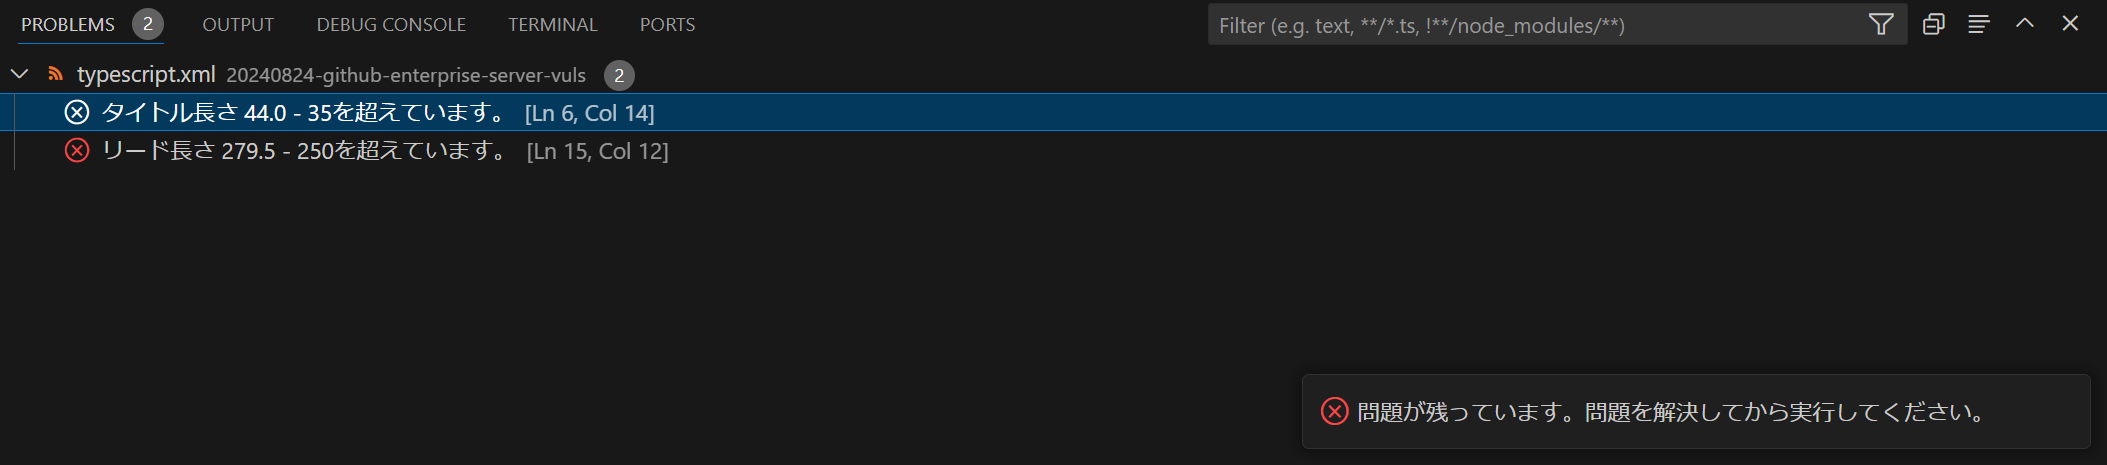 PROBLEMS 2 OUTPUT DEBUG CONSOLE TERMINAL PORTS Filter (e.g. text, **/*.ts, !**/node_modules/**)
typescript.xml 20240824-github-enterprise-server-vuls 2
タイトル長さ 44.0 - 35を超えています。 [Ln 6, Col 14]
リード長さ 279.5 - 250を超えています。 [Ln 15, Col 12]
問題が残っています。問題を解決してから実行してください。